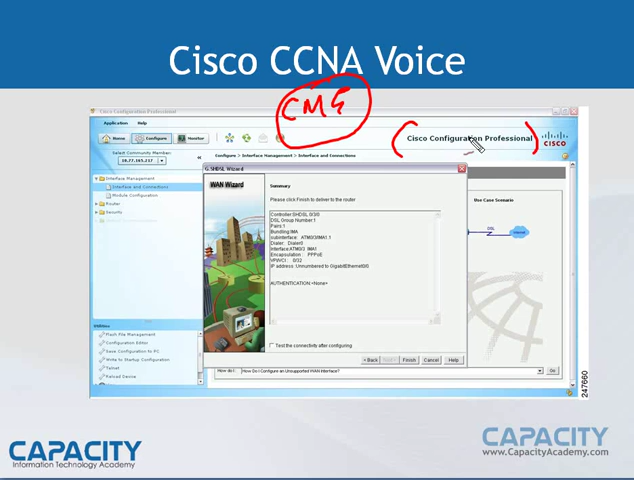 Cisco CCNA Voice
CME
Cisco Configuration Professional
Application Help
Home Configure Monitor
Cisco Configuration Professional
CISCO
Select Community Member:
10.77.165.217
Configure > Interface Management > Interface and Connections
Interface Management
Interface and Connections
Module Configuration
Router
Security
G.SHDSL Wizard
WAN Wizard
Summary
Please click Finish to deliver to the router
Controller:SHDSL 0/3/0
DSL Group Number:1
Pairs:1
Bundling:IMA
subinterface: ATM0/3/IMA1.1
Dialer: Dialer0
Interface:ATM0/3 IMA1
Encapsulation : PPPoE
VPI/VCI : 0/32
IP address :Unnumbered to GigabitEthernet0/0
AUTHENTICATION:<None>
Test the connectivity after configuring
< Back Next > Finish Cancel Help
Use Case Scenario
DSL
Internet
Utilities
Flash File Management
Configuration Editor
Save Configuration to PC
Write to Startup Configuration
Telnet
Reload Device
How do I: How Do I Configure an Unsupported WAN Interface? Go
247660
CAPACITY
Information Technology Academy
CAPACITY
www.CapacityAcademy.com